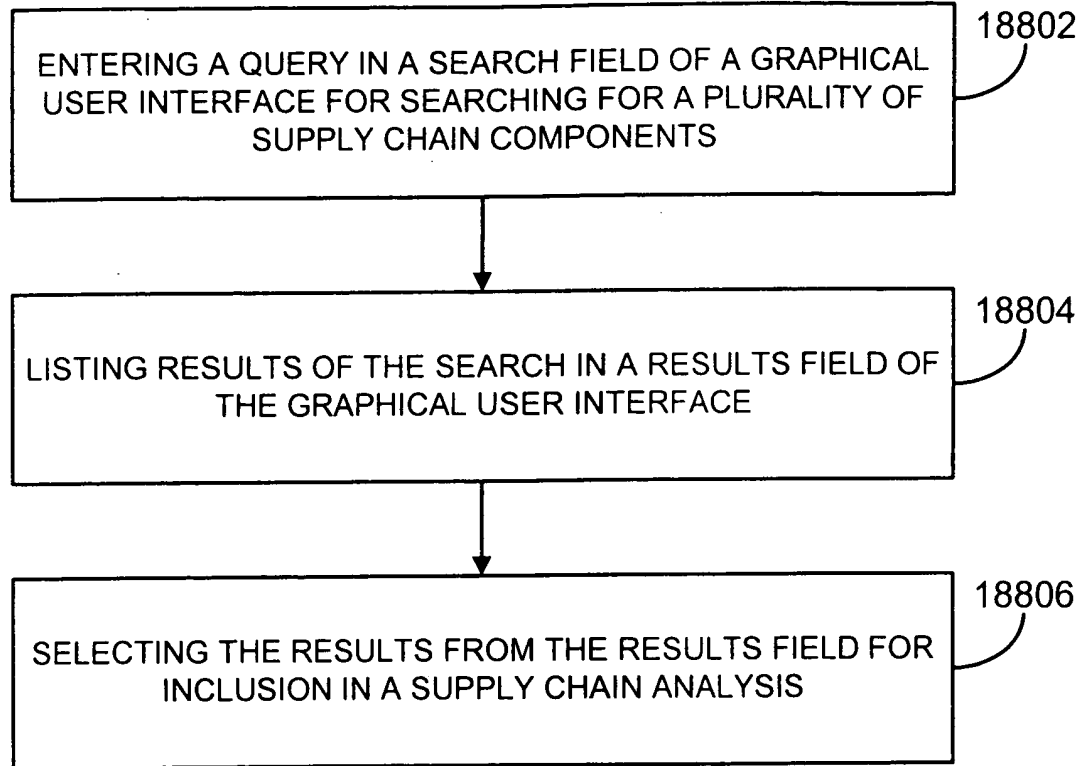 18802
ENTERING A QUERY IN A SEARCH FIELD OF A GRAPHICAL
USER INTERFACE FOR SEARCHING FOR A PLURALITY OF
SUPPLY CHAIN COMPONENTS
18804
LISTING RESULTS OF THE SEARCH IN A RESULTS FIELD OF
THE GRAPHICAL USER INTERFACE
18806
SELECTING THE RESULTS FROM THE RESULTS FIELD FOR
INCLUSION IN A SUPPLY CHAIN ANALYSIS